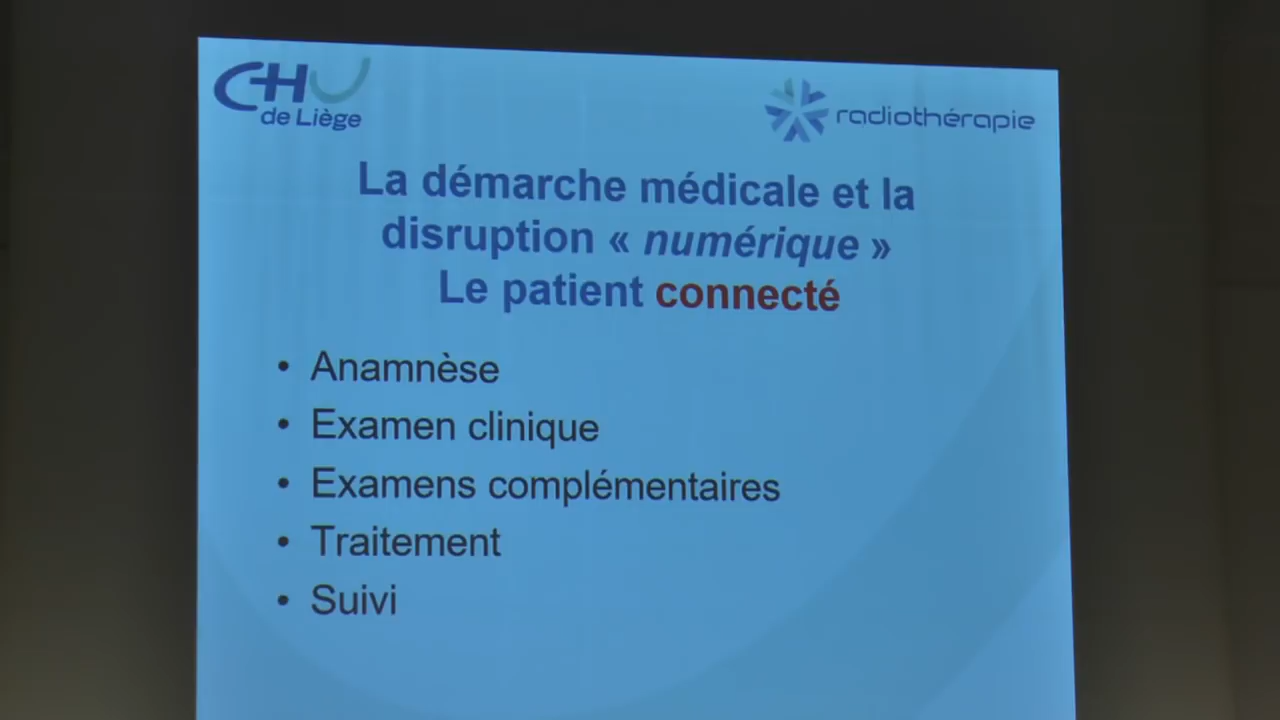 CHU
de Liège
radiothérapie
La démarche médicale et la
disruption « numérique »
Le patient connecté
• Anamnèse
• Examen clinique
• Examens complémentaires
• Traitement
• Suivi